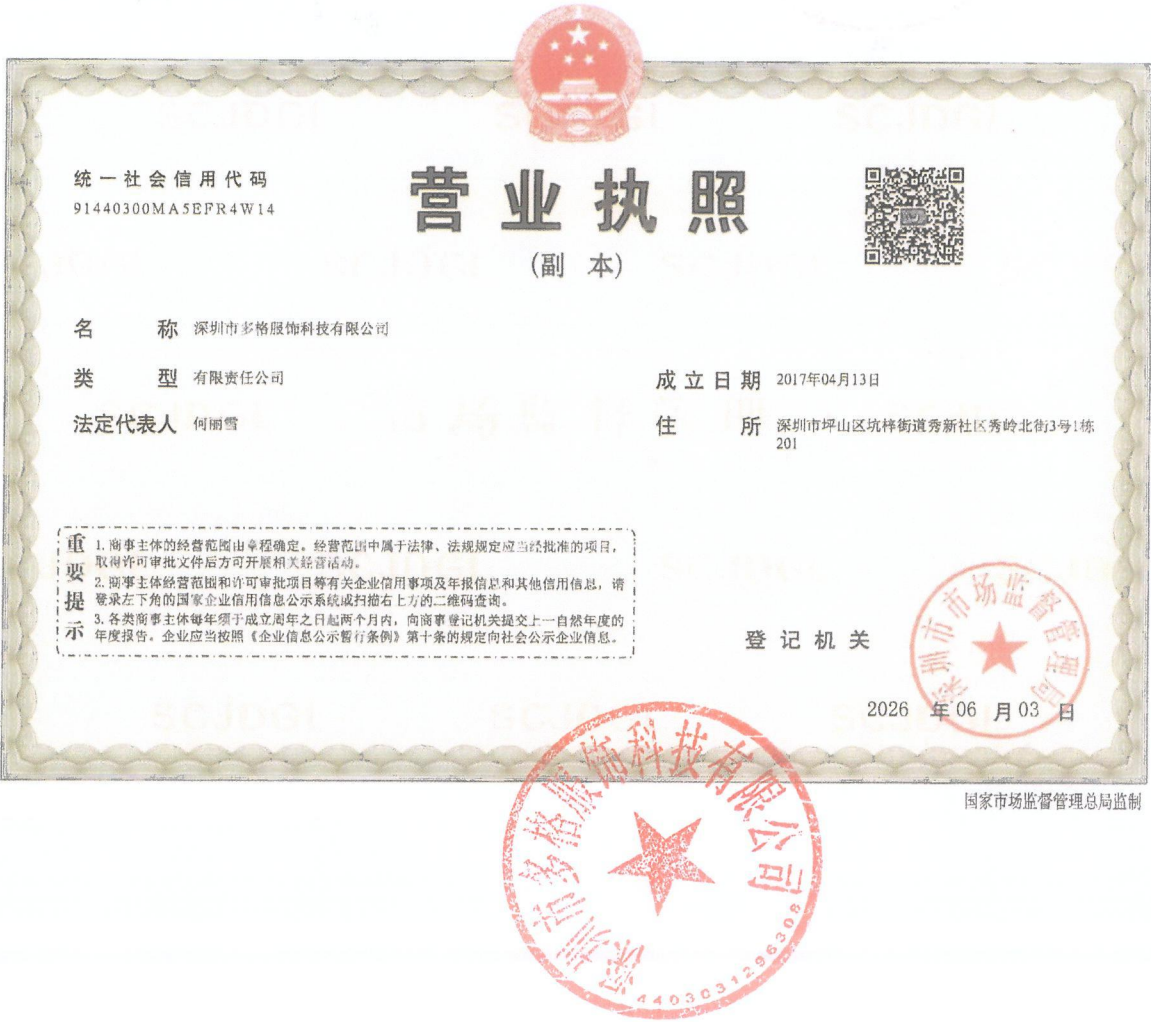 统一社会信用代码
91440300MA5EFR4W14
营业执照
(副 本)
名 称 深圳市多格服饰科技有限公司
类 型 有限责任公司
法定代表人 何丽雪
成立日期 2017年04月13日
住 所 深圳市坪山区坑梓街道秀新社区秀岭北街3号1栋
201
重要提示
1. 商事主体的经营范围由章程确定。经营范围中属于法律、法规规定应当经批准的项目，
取得许可审批文件后方可开展相关经营活动。
2. 商事主体经营范围和许可审批项目等有关企业信用事项及年报信息和其他信用信息，请
登录左下角的国家企业信用信息公示系统或扫描右上方的二维码查询。
3. 各类商事主体每年须于成立周年之日起两个月内，向商事登记机关提交上一自然年度的
年度报告。企业应当按照《企业信息公示暂行条例》第十条的规定向社会公示企业信息。
登记机关
深圳市市场监督管理局
2026 年 06 月 03 日
国家市场监督管理总局监制
深圳市多格服饰科技有限公司
4403031296308